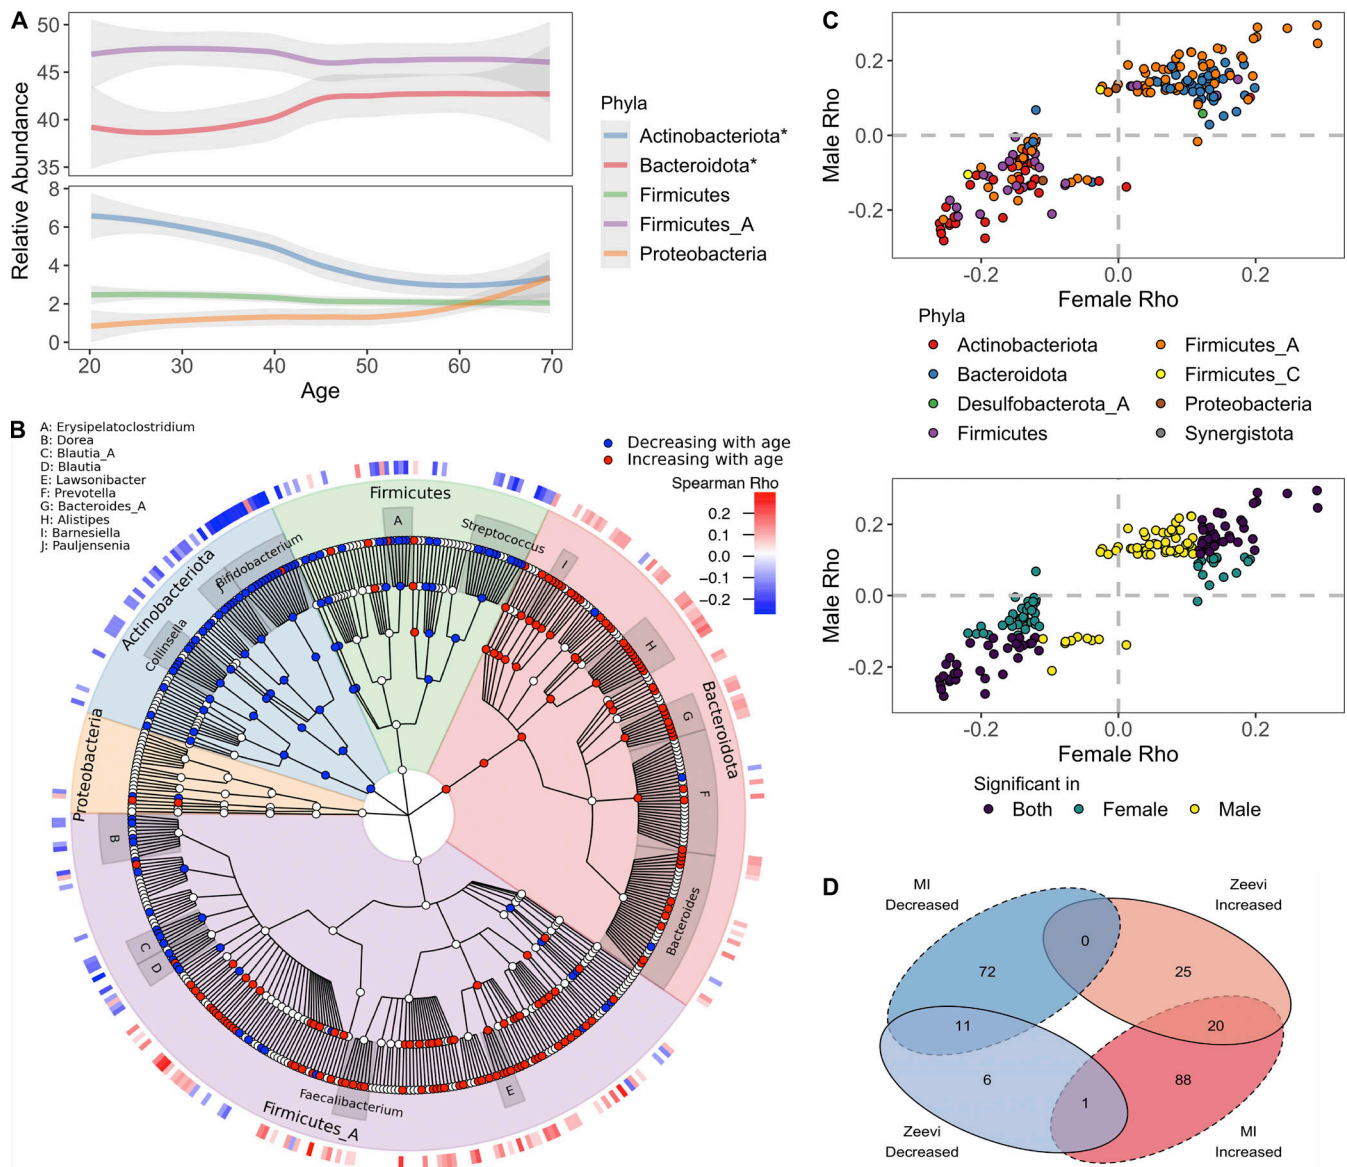 A
50
45
40
35
8
6
4
2
0
Relative Abundance
20
30
40
50
60
70
Age
Phyla
Actinobacteriota*
Bacteroidota*
Firmicutes
Firmicutes_A
Proteobacteria
B
A: Erysipelatoclostridium
B: Dorea
C: Blautia_A
D: Blautia
E: Lawsonibacter
F: Prevotella
G: Bacteroides_A
H: Alistipes
I: Barnesiella
J: Pauljensenia
Decreasing with age
Increasing with age
Spearman Rho
0.2
0.1
0.0
−0.1
−0.2
Firmicutes
Actinobacteriota
Proteobacteria
Bacteroidota
Firmicutes_A
A
Streptococcus
I
H
G
F
Bacteroides
E
Faecalibacterium
D
C
B
Collinsella
J
Bifidobacterium
C
0.2
0.0
-0.2
Male Rho
-0.2
0.0
0.2
Female Rho
Phyla
Actinobacteriota
Bacteroidota
Desulfobacterota_A
Firmicutes
Firmicutes_A
Firmicutes_C
Proteobacteria
Synergistota
0.2
0.0
-0.2
Male Rho
-0.2
0.0
0.2
Female Rho
Significant in
Both
Female
Male
D
MI
Decreased
Zeevi
Increased
0
72
25
11
20
6
88
1
Zeevi
Decreased
MI
Increased